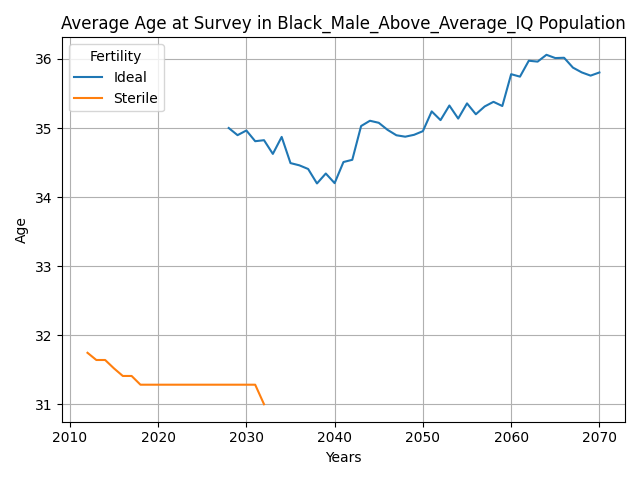 Average Age at Survey in Black_Male_Above_Average_IQ Population
Fertility
Ideal
Sterile
Age
36
35
34
33
32
31
2010 2020 2030 2040 2050 2060 2070
Years